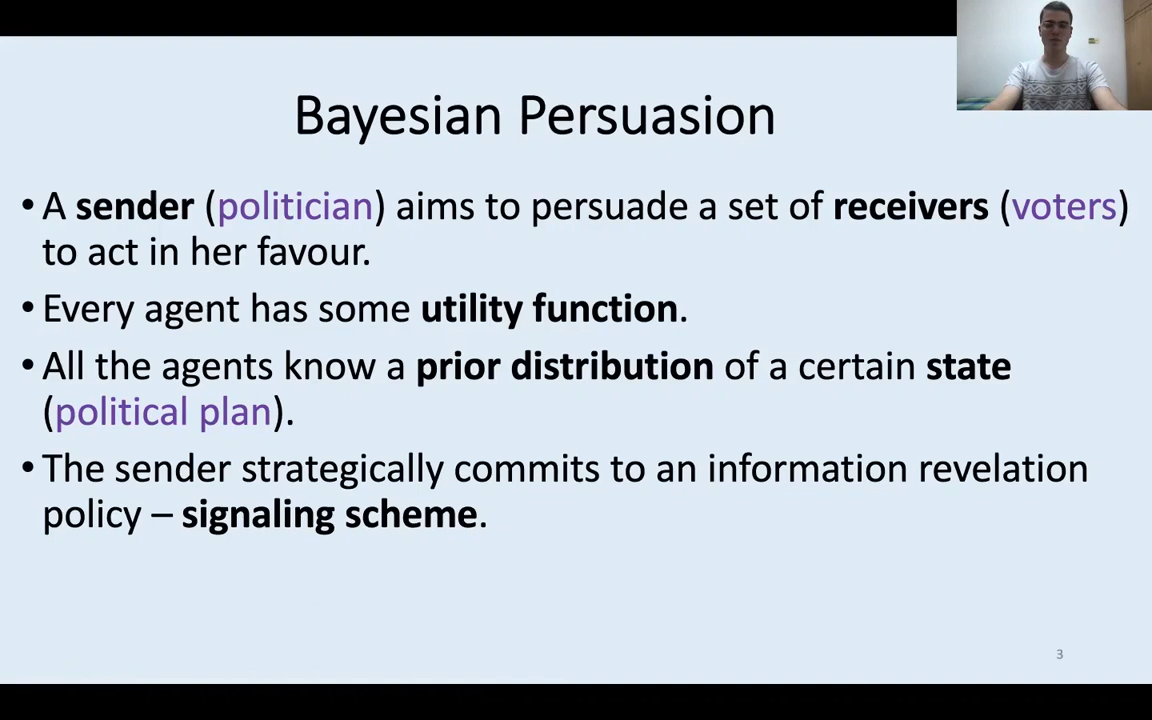 Bayesian Persuasion
• A sender (politician) aims to persuade a set of receivers (voters)
to act in her favour.
• Every agent has some utility function.
• All the agents know a prior distribution of a certain state
(political plan).
• The sender strategically commits to an information revelation
policy – signaling scheme.
3